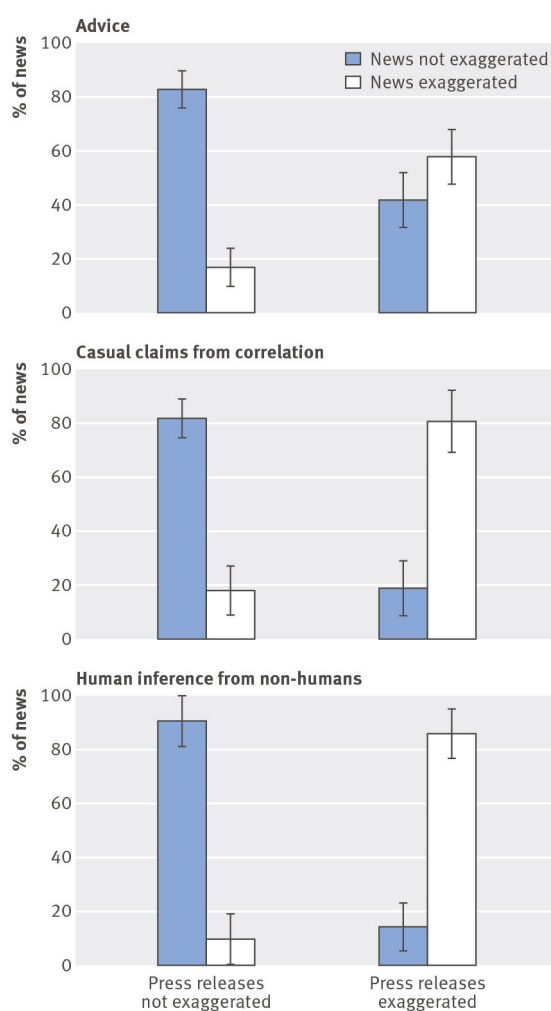 Advice
% of news
100
80
60
40
20
0
News not exaggerated
News exaggerated
Casual claims from correlation
% of news
100
80
60
40
20
0
Human inference from non-humans
% of news
100
80
60
40
20
0
Press releases
not exaggerated
Press releases
exaggerated